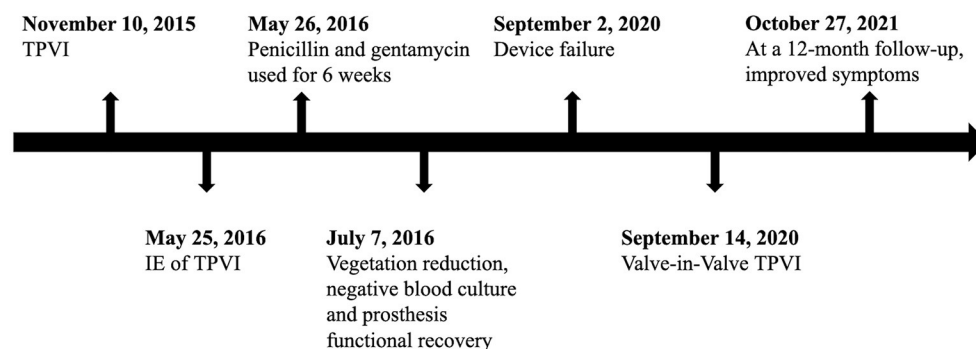 November 10, 2015
TPVI
May 26, 2016
Penicillin and gentamycin
used for 6 weeks
September 2, 2020
Device failure
October 27, 2021
At a 12-month follow-up,
improved symptoms
May 25, 2016
IE of TPVI
July 7, 2016
Vegetation reduction,
negative blood culture
and prosthesis
functional recovery
September 14, 2020
Valve-in-Valve TPVI